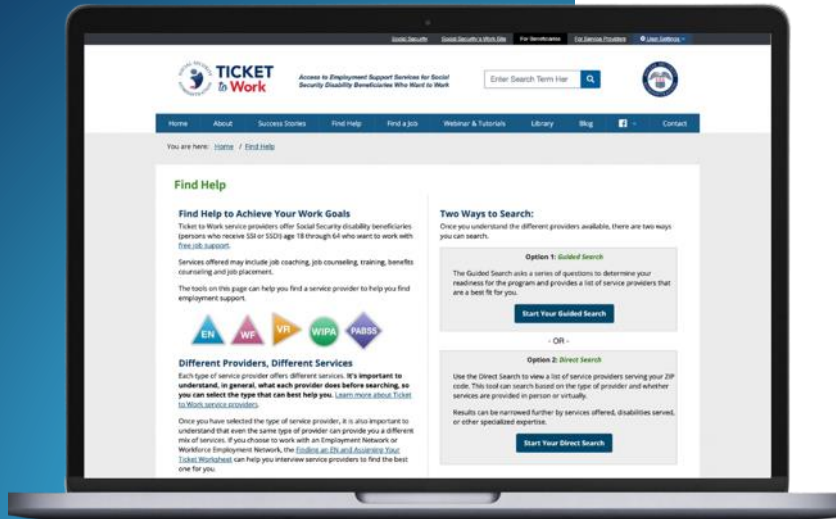 Social Security
Social Security's Work Site
For Beneficiaries
For Service Providers
User Settings
TICKET
to Work
Access to Employment Support Services for Social
Security Disability Beneficiaries Who Want to Work
Enter Search Term Her
Home
About
Success Stories
Find Help
Find a Job
Webinar & Tutorials
Library
Blog
Contact
You are here: Home / Find Help
Find Help
Find Help to Achieve Your Work Goals
Ticket to Work service providers offer Social Security disability beneficiaries
(persons who receive SSI or SSDI) age 18 through 64 who want to work with
free job support.
Services offered may include job coaching, job counseling, training, benefits
counseling and job placement.
The tools on this page can help you find a service provider to help you find
employment support.
EN
WF
VR
WIPA
PABSS
Different Providers, Different Services
Each type of service provider offers different services. It's important to
understand, in general, what each provider does before searching, so
you can select the type that can best help you. Learn more about Ticket
to Work service providers.
Once you have selected the type of service provider, it is also important to
understand that even the same type of provider can provide you a different
mix of services. If you choose to work with an Employment Network or
Workforce Employment Network, the Finding
an EN and Assigning Your
Ticket Worksheet can help you interview service providers to find the best
one for you.
Two Ways to Search:
Once you understand the different providers available, there are two ways
you can search.
Option 1: Guided Search
The Guided Search asks a series of questions to determine your
readiness for the program and provides a list of service providers that
are a best fit for you.
Start Your Guided Search
- OR -
Option 2: Direct Search
Use the Direct Search to view a list of service providers serving your ZIP
code. This tool can search based on the type of provider and whether
services are provided in person or virtually.
Results can be narrowed further by services offered, disabilities served,
or other specialized expertise.
Start Your Direct Search